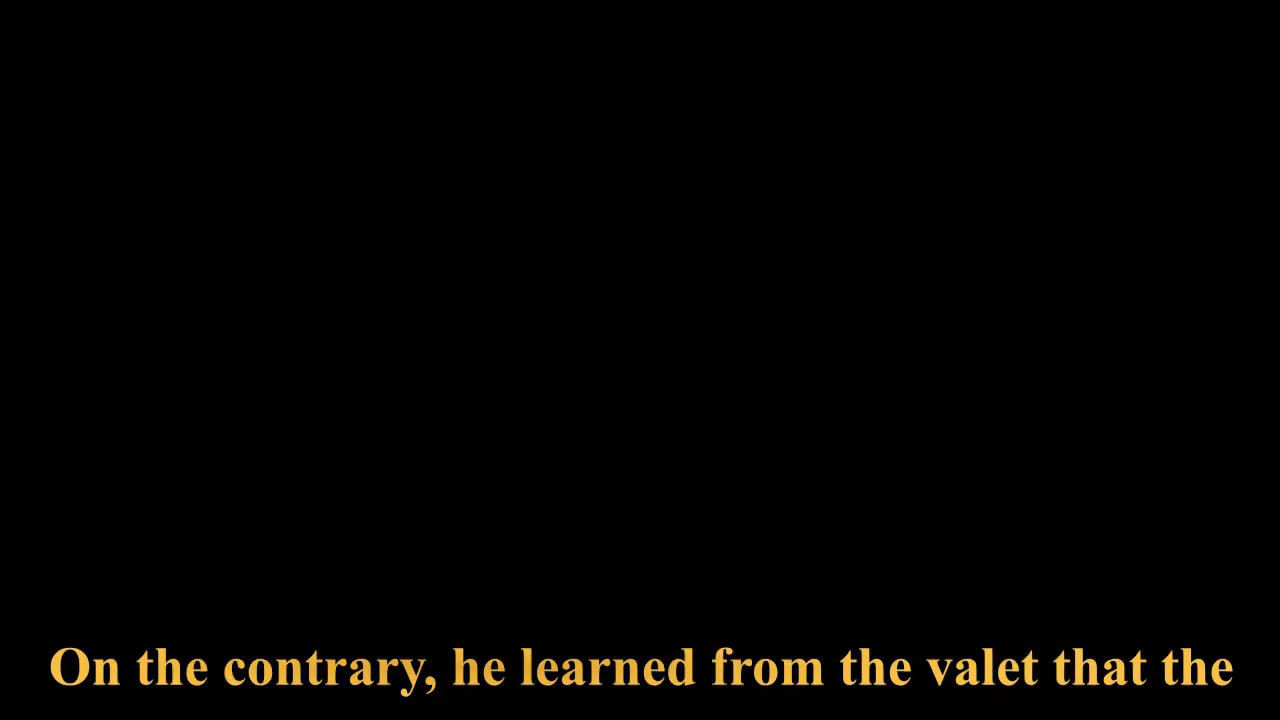 On the contrary, he learned from the valet that the